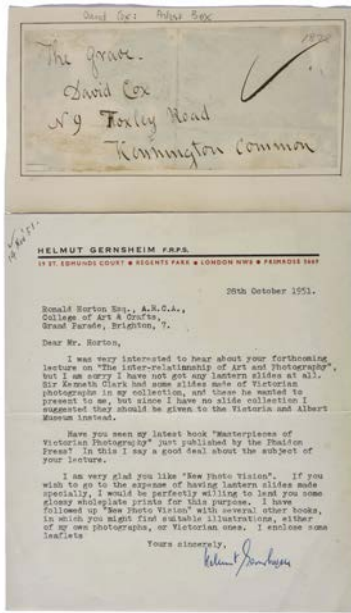 David Cox:
1838
The Grave.
David Cox
N 9 Foxley Road
Kennington Common
HELMUT GERNSHEIM F.R.P.S.
19 ST. EDMUNDS COURT • REGENTS PARK • LONDON NW8 • PRIMROSE 5669
28th October 1951.
Ronald Horton Esq., A.R.C.A.,
College of Art & Crafts,
Grand Parade, Brighton, 7.
Dear Mr. Horton,
I was very interested to hear about your forthcoming
lecture on "The inter-relationship of Art and Photography",
but I am sorry I have not got any lantern slides at all.
Sir Kenneth Clark had some slides made of Victorian
photographs in my collection, and these he wanted to
present to me, but since I have no slide collection I
suggested they should be given to the Victoria and Albert
Museum instead.
Have you seen my latest book "Masterpieces of
Victorian Photography" just published by the Phaidon
Press? In this I say a good deal about the subject of
your lecture.
I am very glad you like "New Photo Vision". If you
wish to go to the expense of having lantern slides made
specially, I would be perfectly willing to lend you some
glossy wholeplate prints for this purpose. I have
followed up "New Photo Vision" with several other books,
in which you might find suitable illustrations, either
of my own photographs, or Victorian ones. I enclose some
leaflets
Yours sincerely,
Helmut Gernsheim